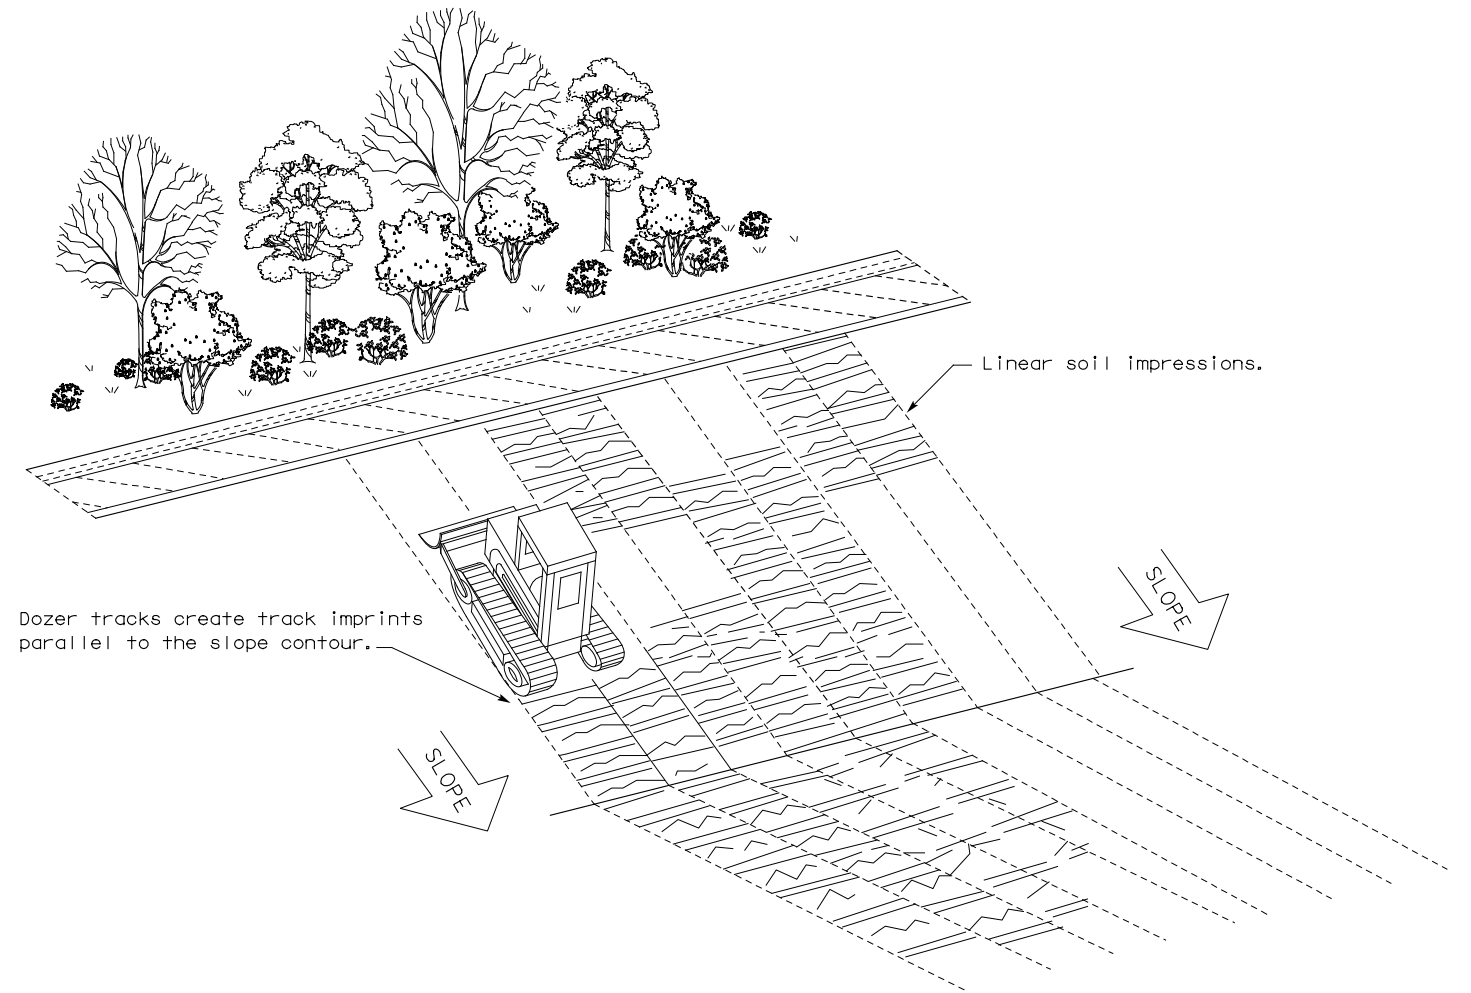 Linear soil impressions.
SLOPE
Dozer tracks create track imprints
parallel to the slope contour.
SLOPE